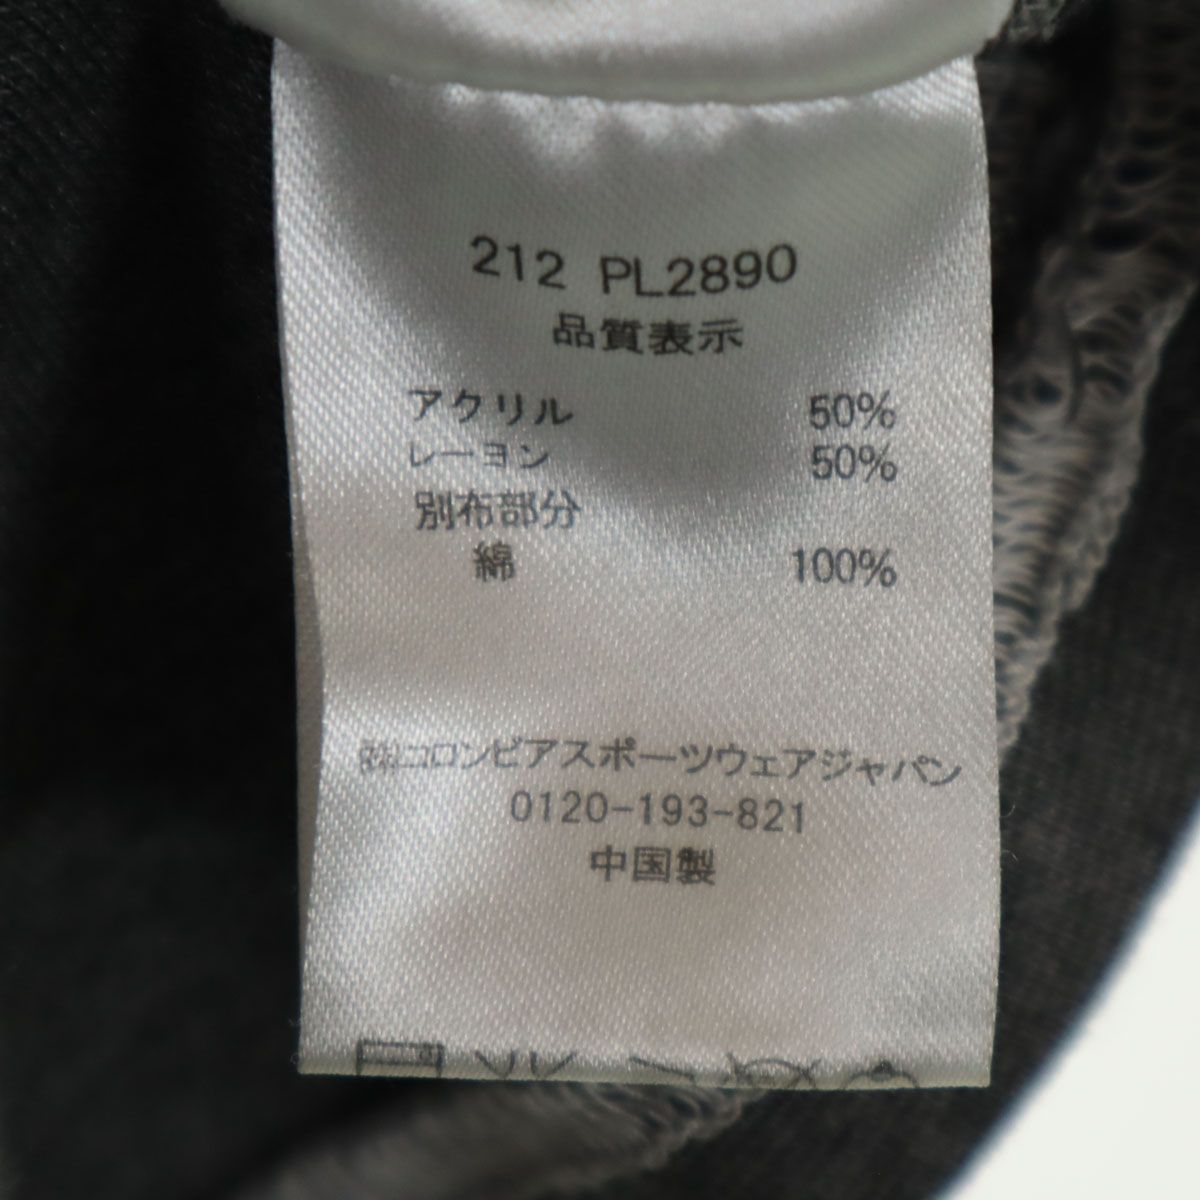 212 PL2890
品質表示
アクリル 50%
レーヨン 50%
別布部分
綿 100%
㈱コロンビアスポーツウェアジャパン
0120-193-821
中国製